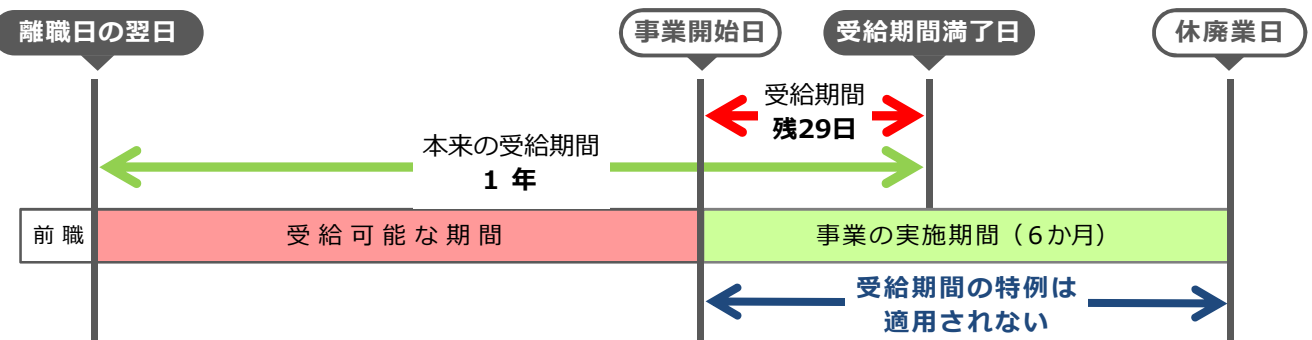 離職日の翌日
事業開始日
受給期間満了日
休廃業日
受給期間
残29日
本来の受給期間
1 年
前 職
受 給 可 能 な 期 間
事業の実施期間（６か月）
受給期間の特例は
適用されない